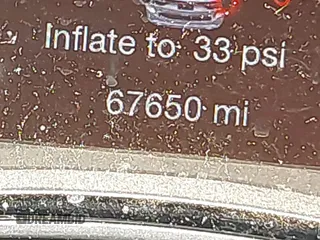 Inflate to 33 psi
67650 mi